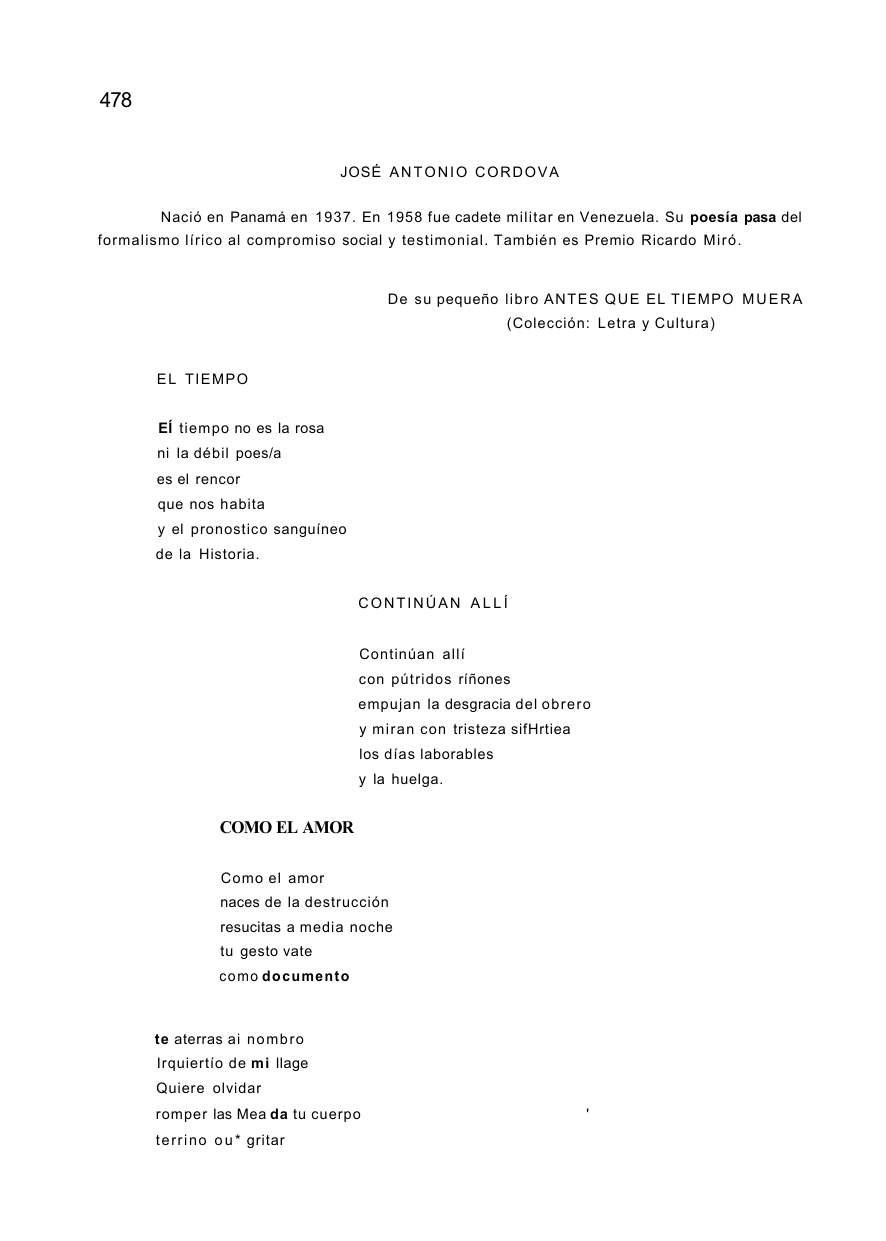 478
JOSÉ ANTONIO CORDOVA
Nació en Panamá en 1937. En 1958 fue cadete militar en Venezuela. Su poesía pasa del
formalismo lírico al compromiso social y testimonial. También es Premio Ricardo Miró.
De su pequeño libro ANTES QUE EL TIEMPO MUERA
(Colección: Letra y Cultura)
EL TIEMPO
EÍ tiempo no es la rosa
ni la débil poes/a
es el rencor
que nos habita
y el pronostico sanguíneo
de la Historia.
CONTINÚAN ALLÍ
Continúan allí
con pútridos ríñones
empujan la desgracia del obrero
y miran con tristeza sifHrtiea
los días laborables
y la huelga.
COMO EL AMOR
Como el amor
naces de la destrucción
resucitas a media noche
tu gesto vate
como documento
te aterras ai nombro
Irquiertío de mi llage
Quiere olvidar
romper las Mea da tu cuerpo '
terrino ou* gritar